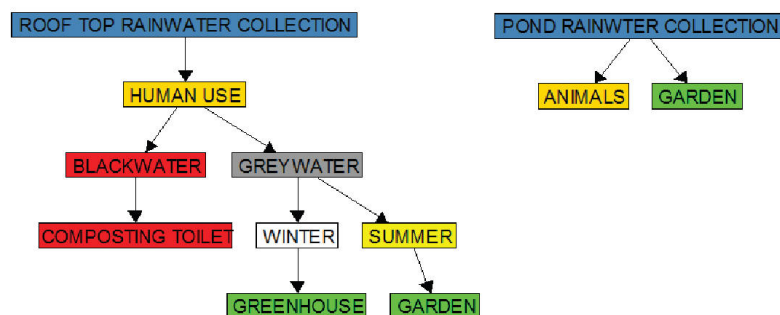 ROOF TOP RAINWATER COLLECTION
POND RAINWTER COLLECTION
HUMAN USE
ANIMALS
GARDEN
BLACKWATER
GREYWATER
COMPOSTING TOILET
WINTER
SUMMER
GREENHOUSE
GARDEN